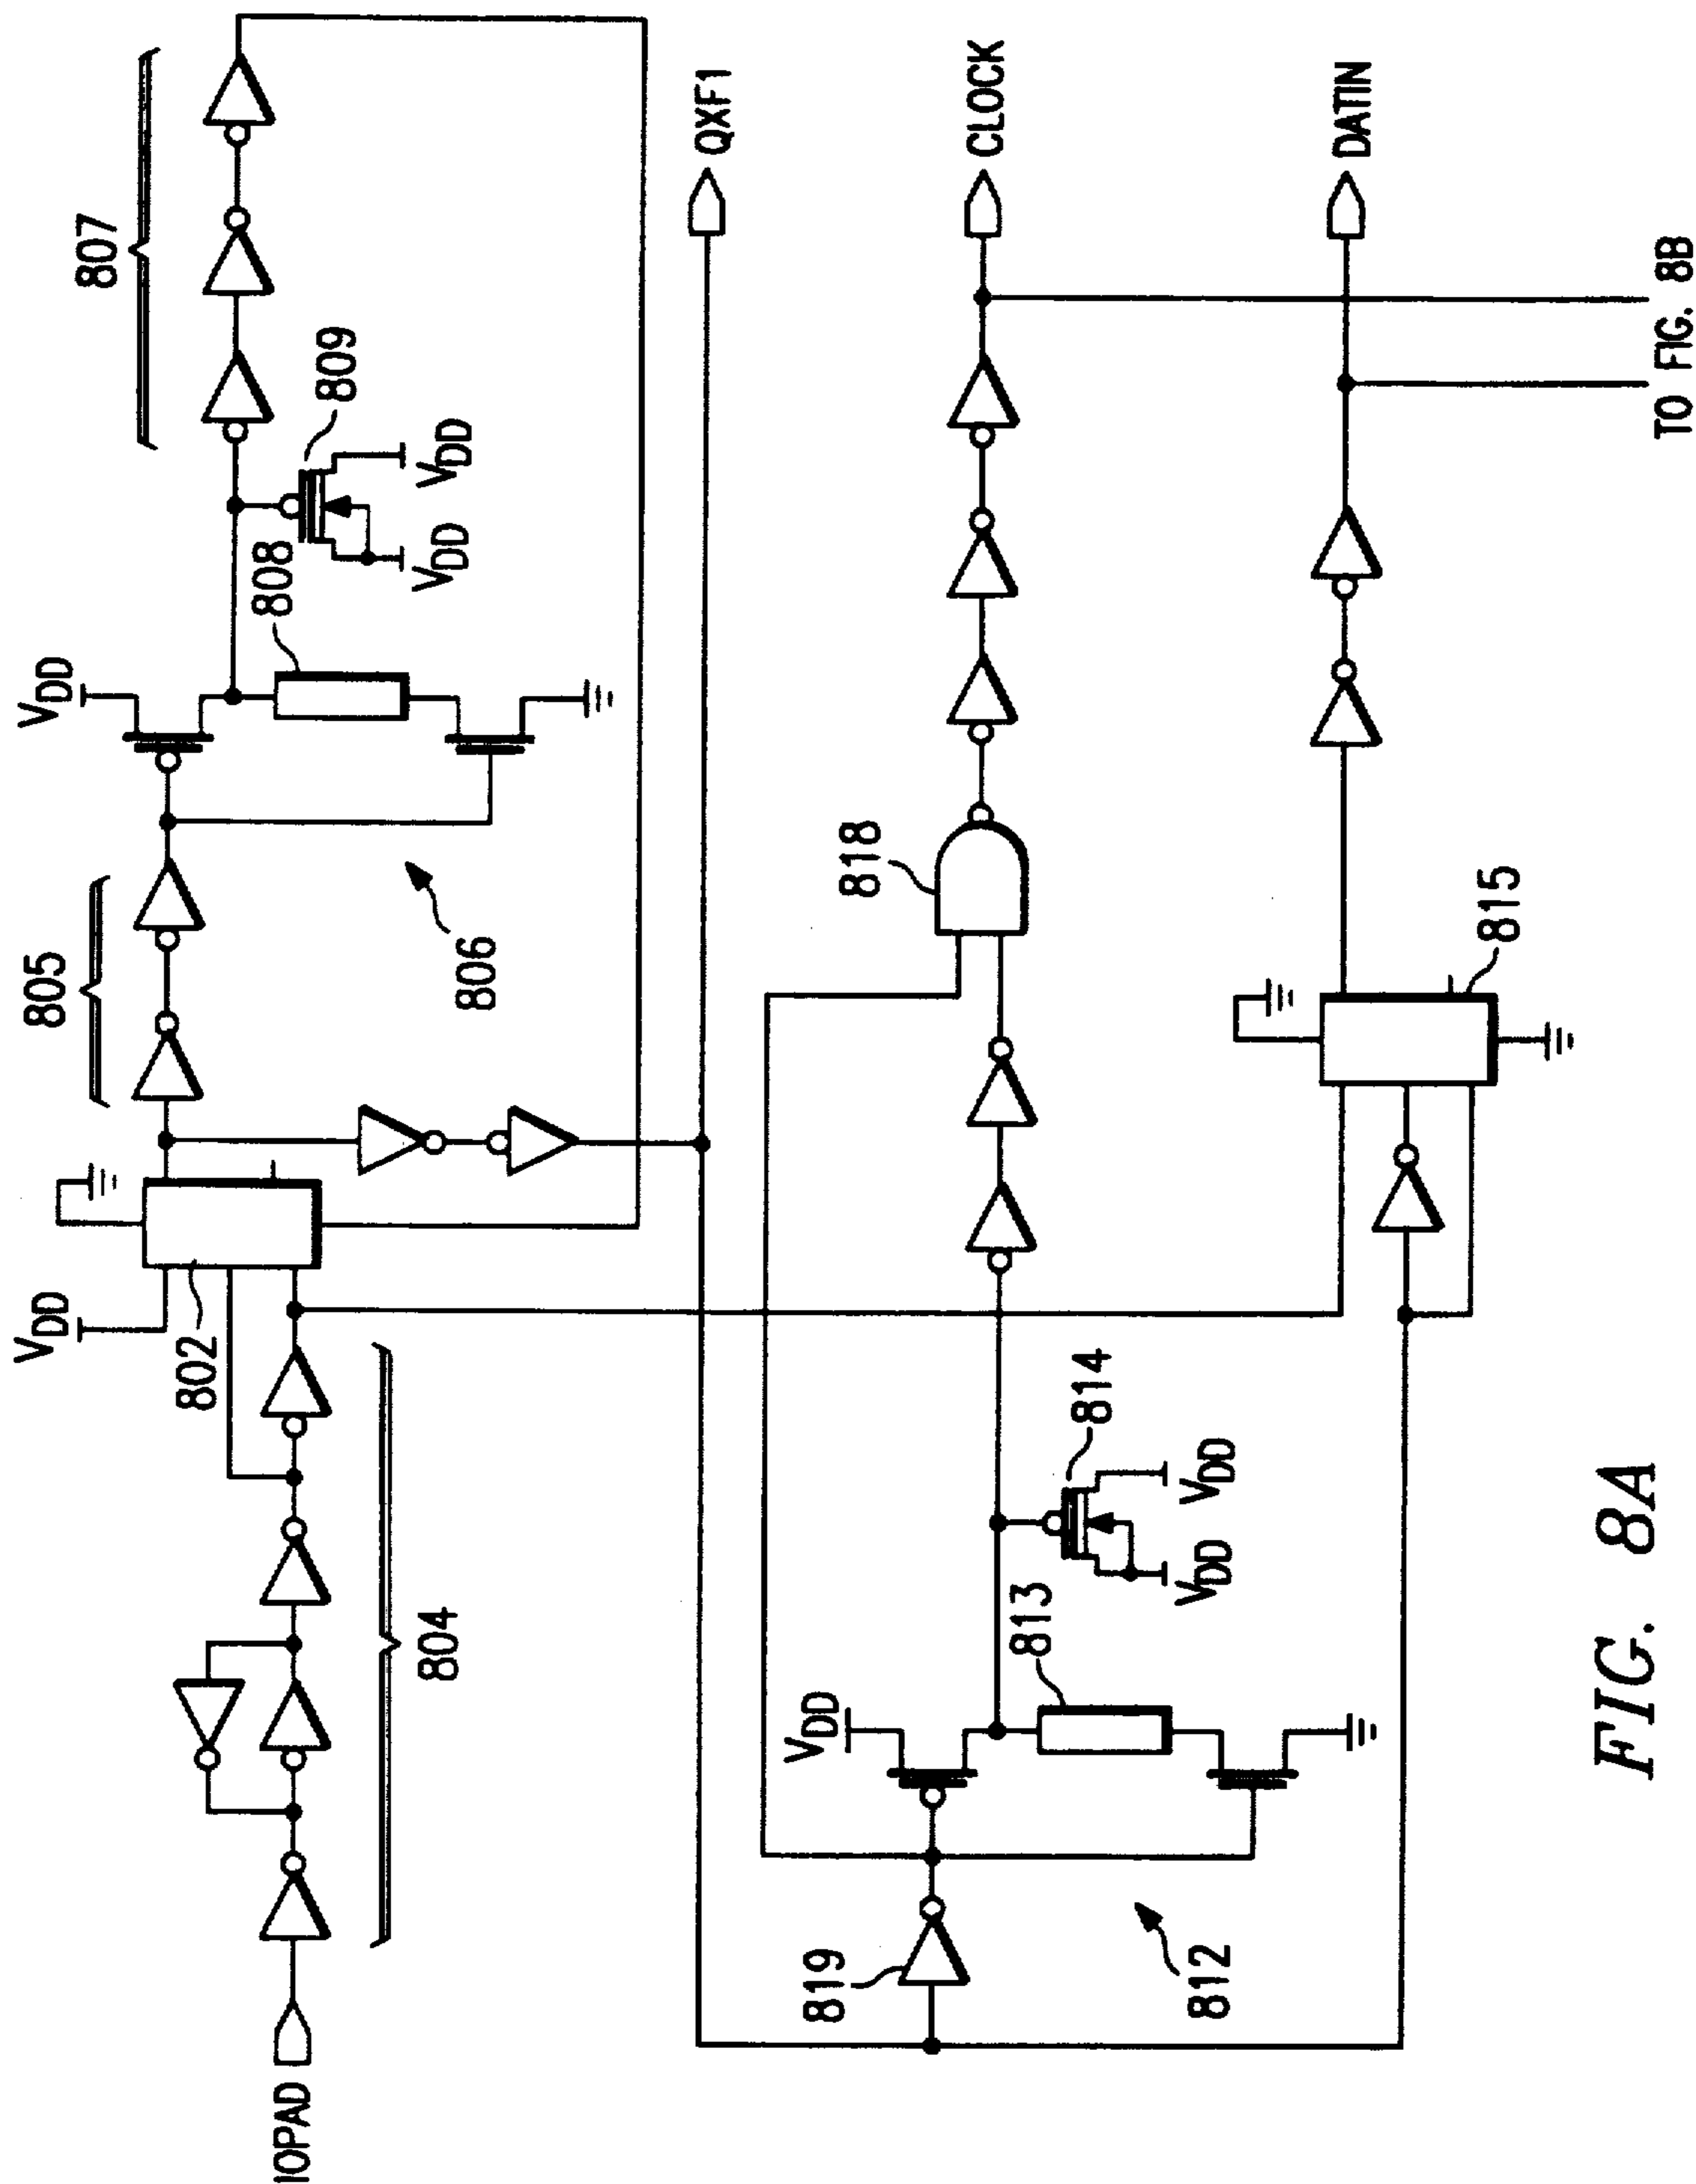 807
QXF1
CLOCK
DATIN
809
VDD
VDD
808
VDD
805
806
818
815
TO FIG. 8B
VDD
802
804
814
VDD
VDD
813
VDD
819
812
IOPAD
FIG. 8A